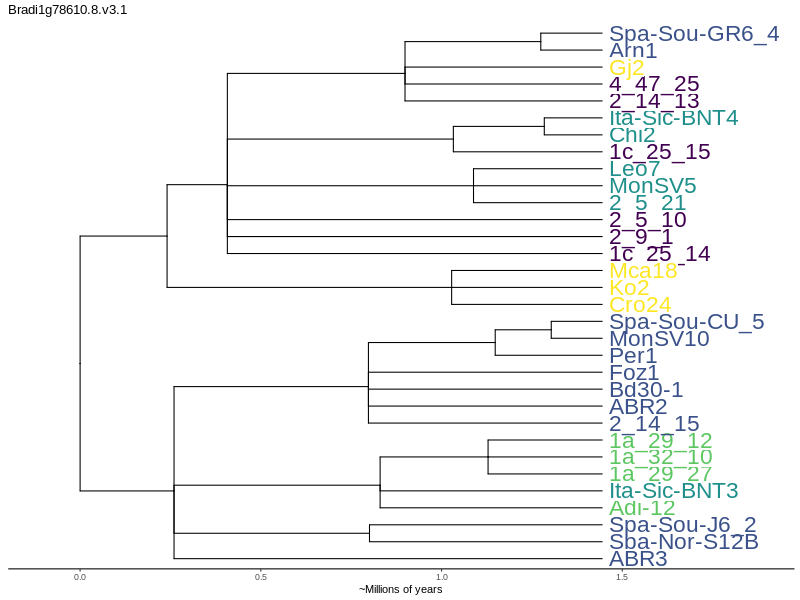 Bradi1g78610.8.v3.1
Spa-Sou-GR6_4
Arn1
Gj2
4_47_25
2_14_13
Ita-Sic-BNT4
Chi2
1c_25_15
Leo7
MonSV5
2_5_21
2_5_10
2_9_1
1c_25_14
Mca18
Ko2
Cro24
Spa-Sou-CU_5
MonSV10
Per1
Foz1
Bd30-1
ABR2
2_14_15
1a_29_12
1a_32_10
1a_29_27
Ita-Sic-BNT3
Adi-12
Spa-Sou-J6_2
Sba-Nor-S12B
ABR3
0.0 0.5 1.0 1.5
~Millions of years